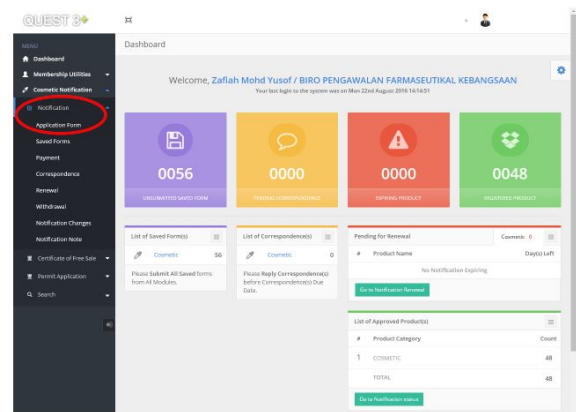 QUEST 3+
MENU
Dashboard
Membership Utilities
Cosmetic Notification
Notification
Application Form
Saved Forms
Payment
Correspondence
Renewal
Withdrawal
Notification Changes
Notification Note
Certificate of Free Sale
Permit Application
Search
Dashboard
Welcome, Zaflah Mohd Yusof / BIRO PENGAWALAN FARMASEUTIKAL KEBANGSAAN
Your last login to the system was on Mon 22nd August 2016 14:14:51
0056
UNSUBMITTED SAVED FORM
0000
PENDING CORRESPONDENCE
0000
EXPIRING PRODUCT
0048
REGISTERED PRODUCT
List of Saved Form(s)
Cosmetic 56
Please Submit All Saved forms
from All Modules.
List of Correspondence(s)
Cosmetic 0
Please Reply Correspondence(s)
before Correspondence(s) Due
Date.
Pending for Renewal Cosmetic 0
# Product Name Day(s) Left
No Notification Expiring
Go to Notification Renewal
List of Approved Product(s)
# Product Category Count
1 COSMETIC 48
TOTAL 48
Go to Notification status